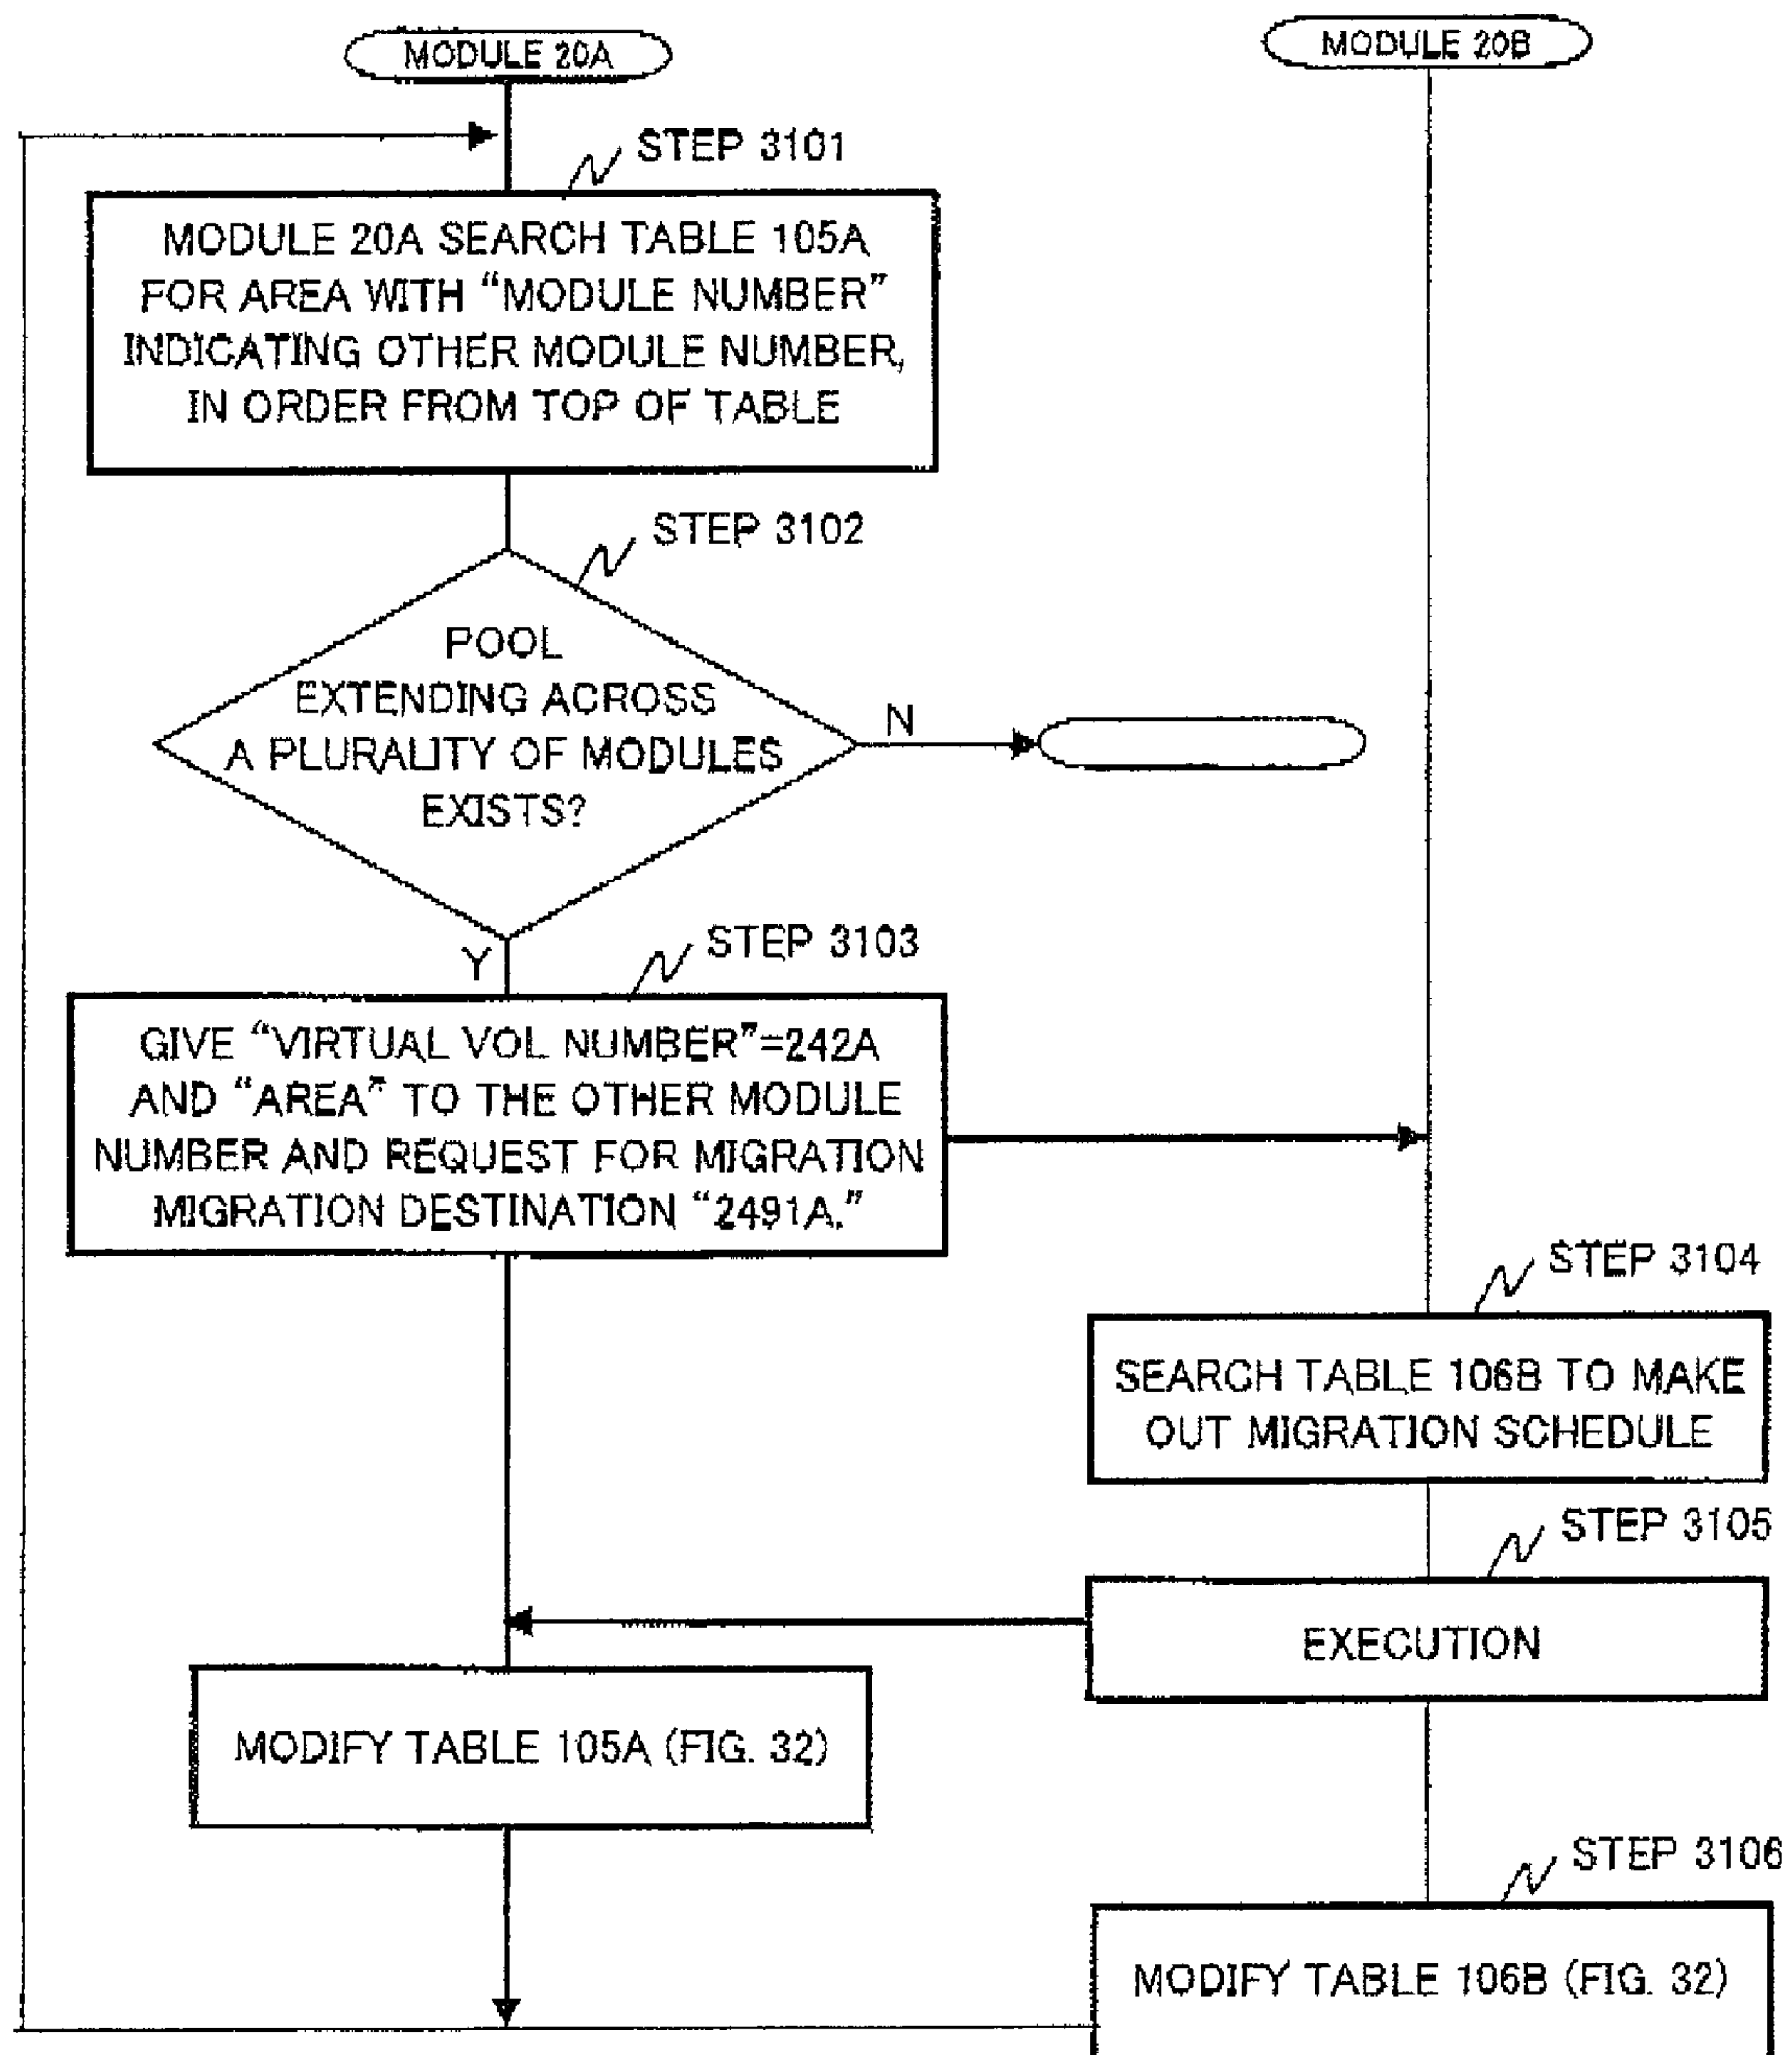 MODULE 20A
MODULE 20B
STEP 3101
MODULE 20A SEARCH TABLE 105A
FOR AREA WITH “MODULE NUMBER”
INDICATING OTHER MODULE NUMBER,
IN ORDER FROM TOP OF TABLE
STEP 3102
POOL
EXTENDING ACROSS
A PLURALITY OF MODULES
EXISTS?
N
Y
STEP 3103
GIVE “VIRTUAL VOL NUMBER”=242A
AND “AREA” TO THE OTHER MODULE
NUMBER AND REQUEST FOR MIGRATION
MIGRATION DESTINATION “2491A.”
STEP 3104
SEARCH TABLE 106B TO MAKE
OUT MIGRATION SCHEDULE
STEP 3105
EXECUTION
MODIFY TABLE 105A (FIG. 32)
STEP 3106
MODIFY TABLE 106B (FIG. 32)